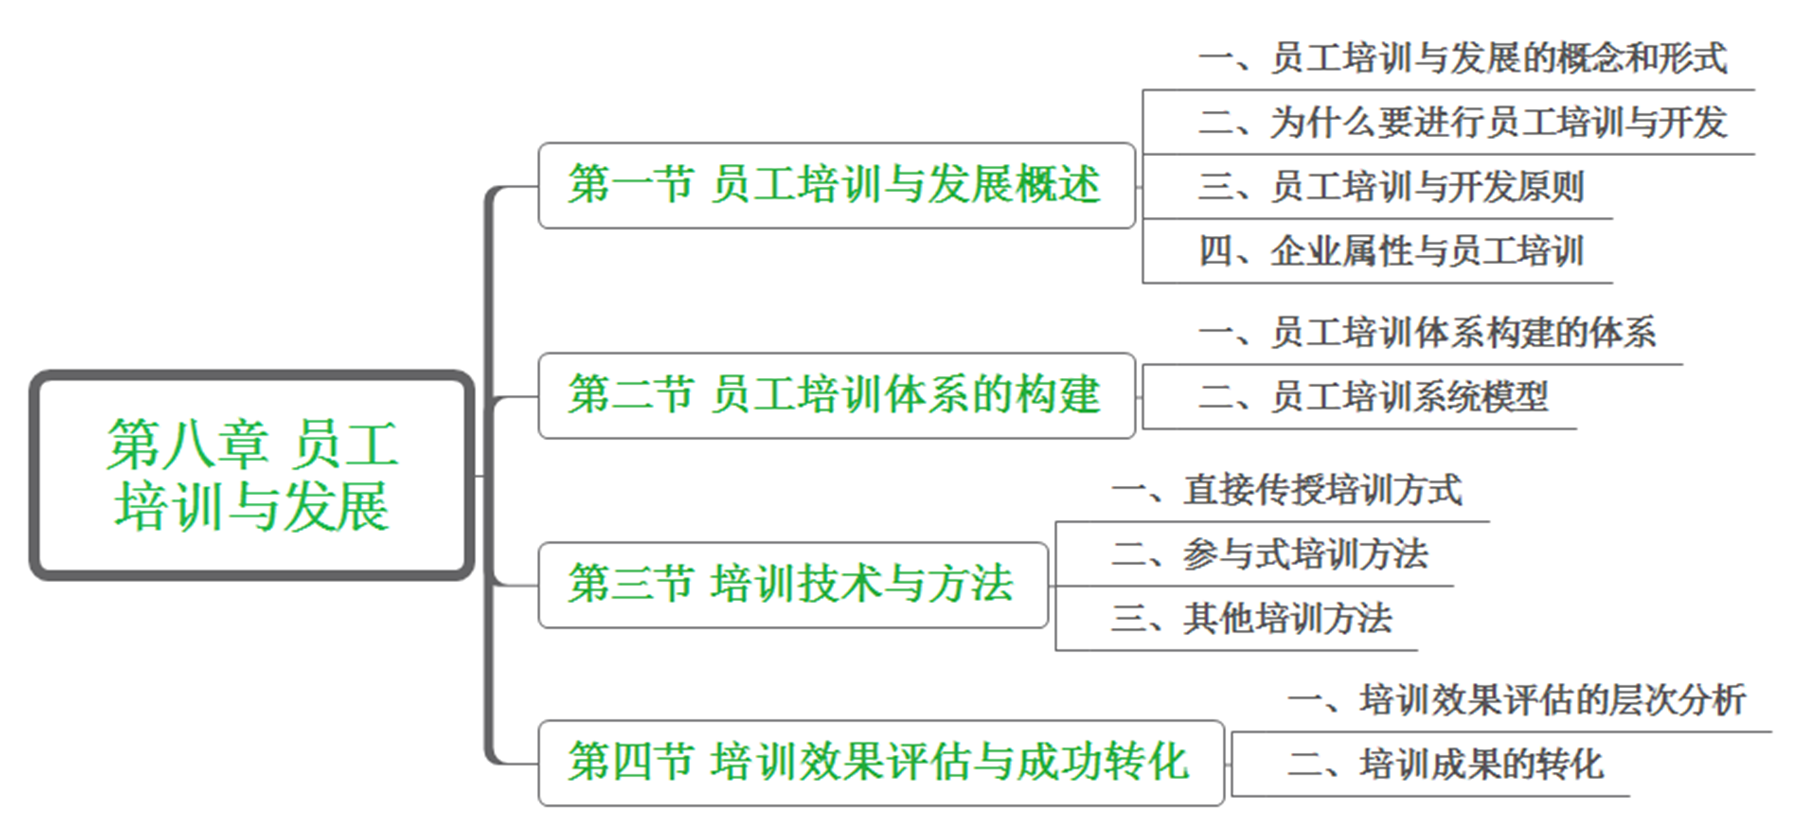 第八章 员工
培训与发展
第一节 员工培训与发展概述
一、员工培训与发展的概念和形式
二、为什么要进行员工培训与开发
三、员工培训与开发原则
四、企业属性与员工培训
第二节 员工培训体系的构建
一、员工培训体系构建的体系
二、员工培训系统模型
第三节 培训技术与方法
一、直接传授培训方式
二、参与式培训方法
三、其他培训方法
第四节 培训效果评估与成功转化
一、培训效果评估的层次分析
二、培训成果的转化